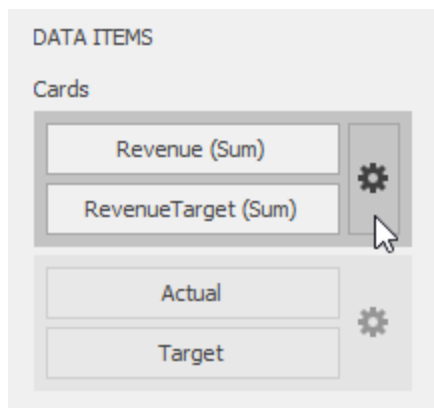 DATA ITEMS
Cards
Revenue (Sum)
RevenueTarget (Sum)
Actual
Target